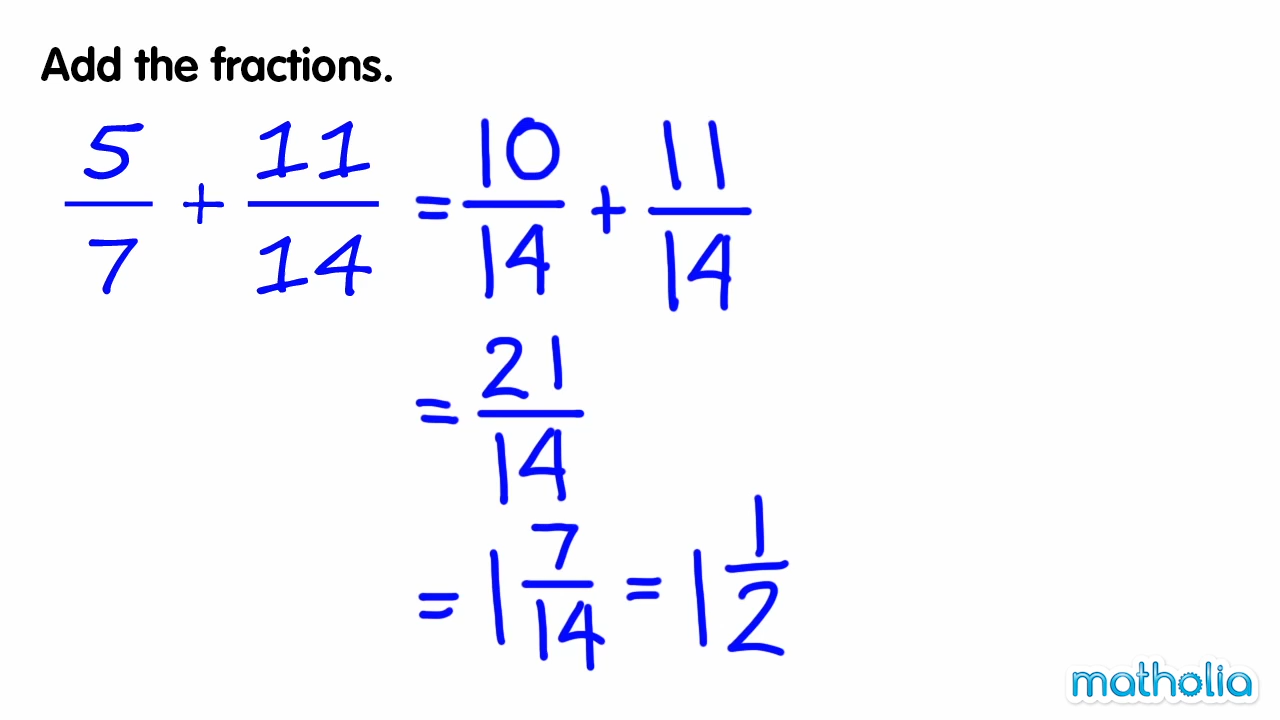 Add the fractions.
5/7 + 11/14 = 10/14 + 11/14
= 21/14
= 1 7/14 = 1 1/2
matholia